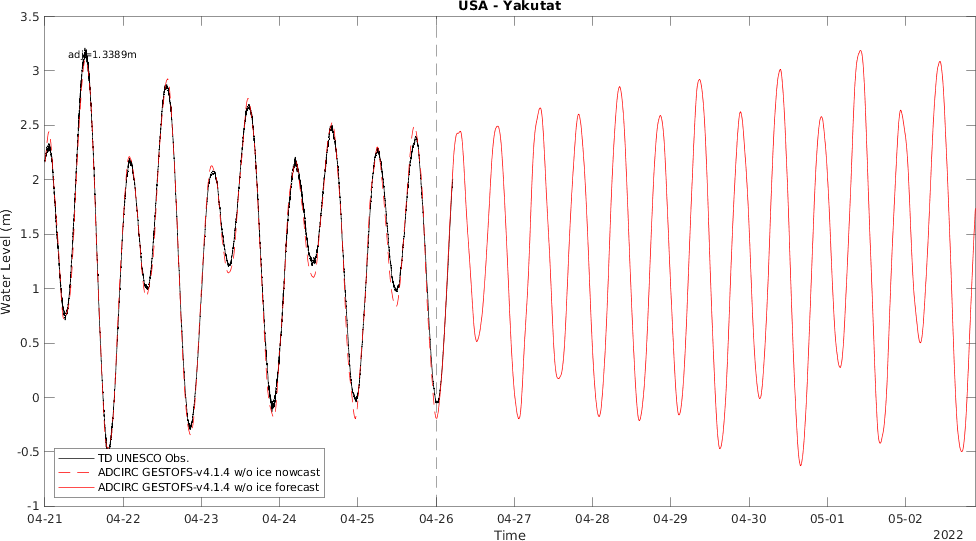 USA - Yakutat
3.5
3
2.5
2
1.5
1
0.5
0
-0.5
-1
Water Level (m)
adj=1.3389m
TD UNESCO Obs.
ADCIRC GESTOFS-v4.1.4 w/o ice nowcast
ADCIRC GESTOFS-v4.1.4 w/o ice forecast
04-21 04-22 04-23 04-24 04-25 04-26 04-27 04-28 04-29 04-30 05-01 05-02
Time
2022